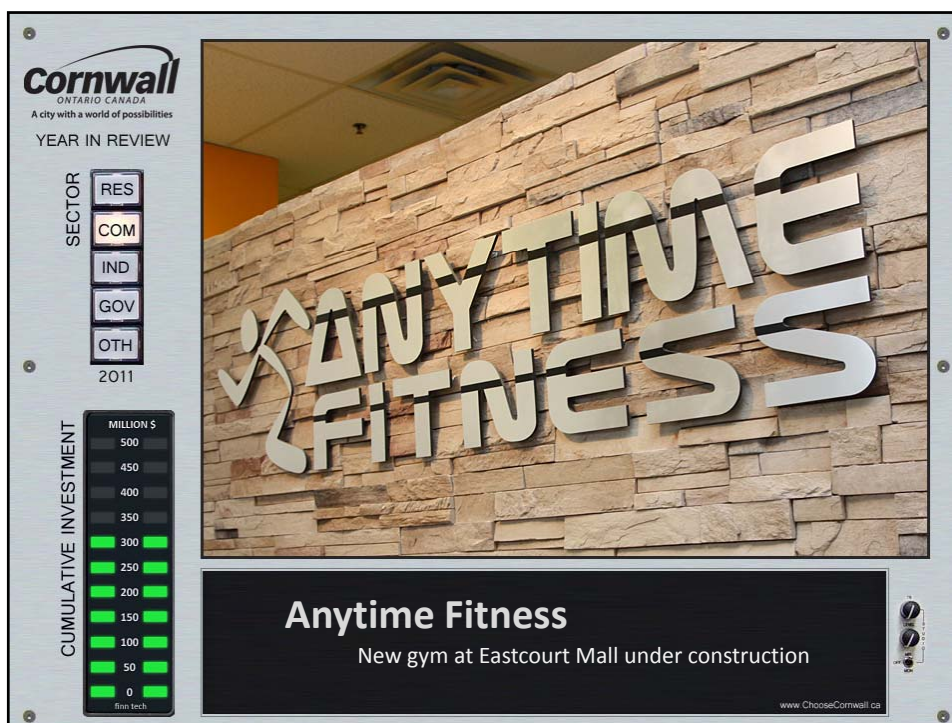 Cornwall
ONTARIO CANADA
A city with a world of possibilities
YEAR IN REVIEW
SECTOR
RES
COM
IND
GOV
OTH
2011
CUMULATIVE INVESTMENT
MILLION $
500
450
400
350
300
250
200
150
100
50
0
finn tech
ANYTIME
FITNESS
Anytime Fitness
New gym at Eastcourt Mall under construction
www.ChooseCornwall.ca